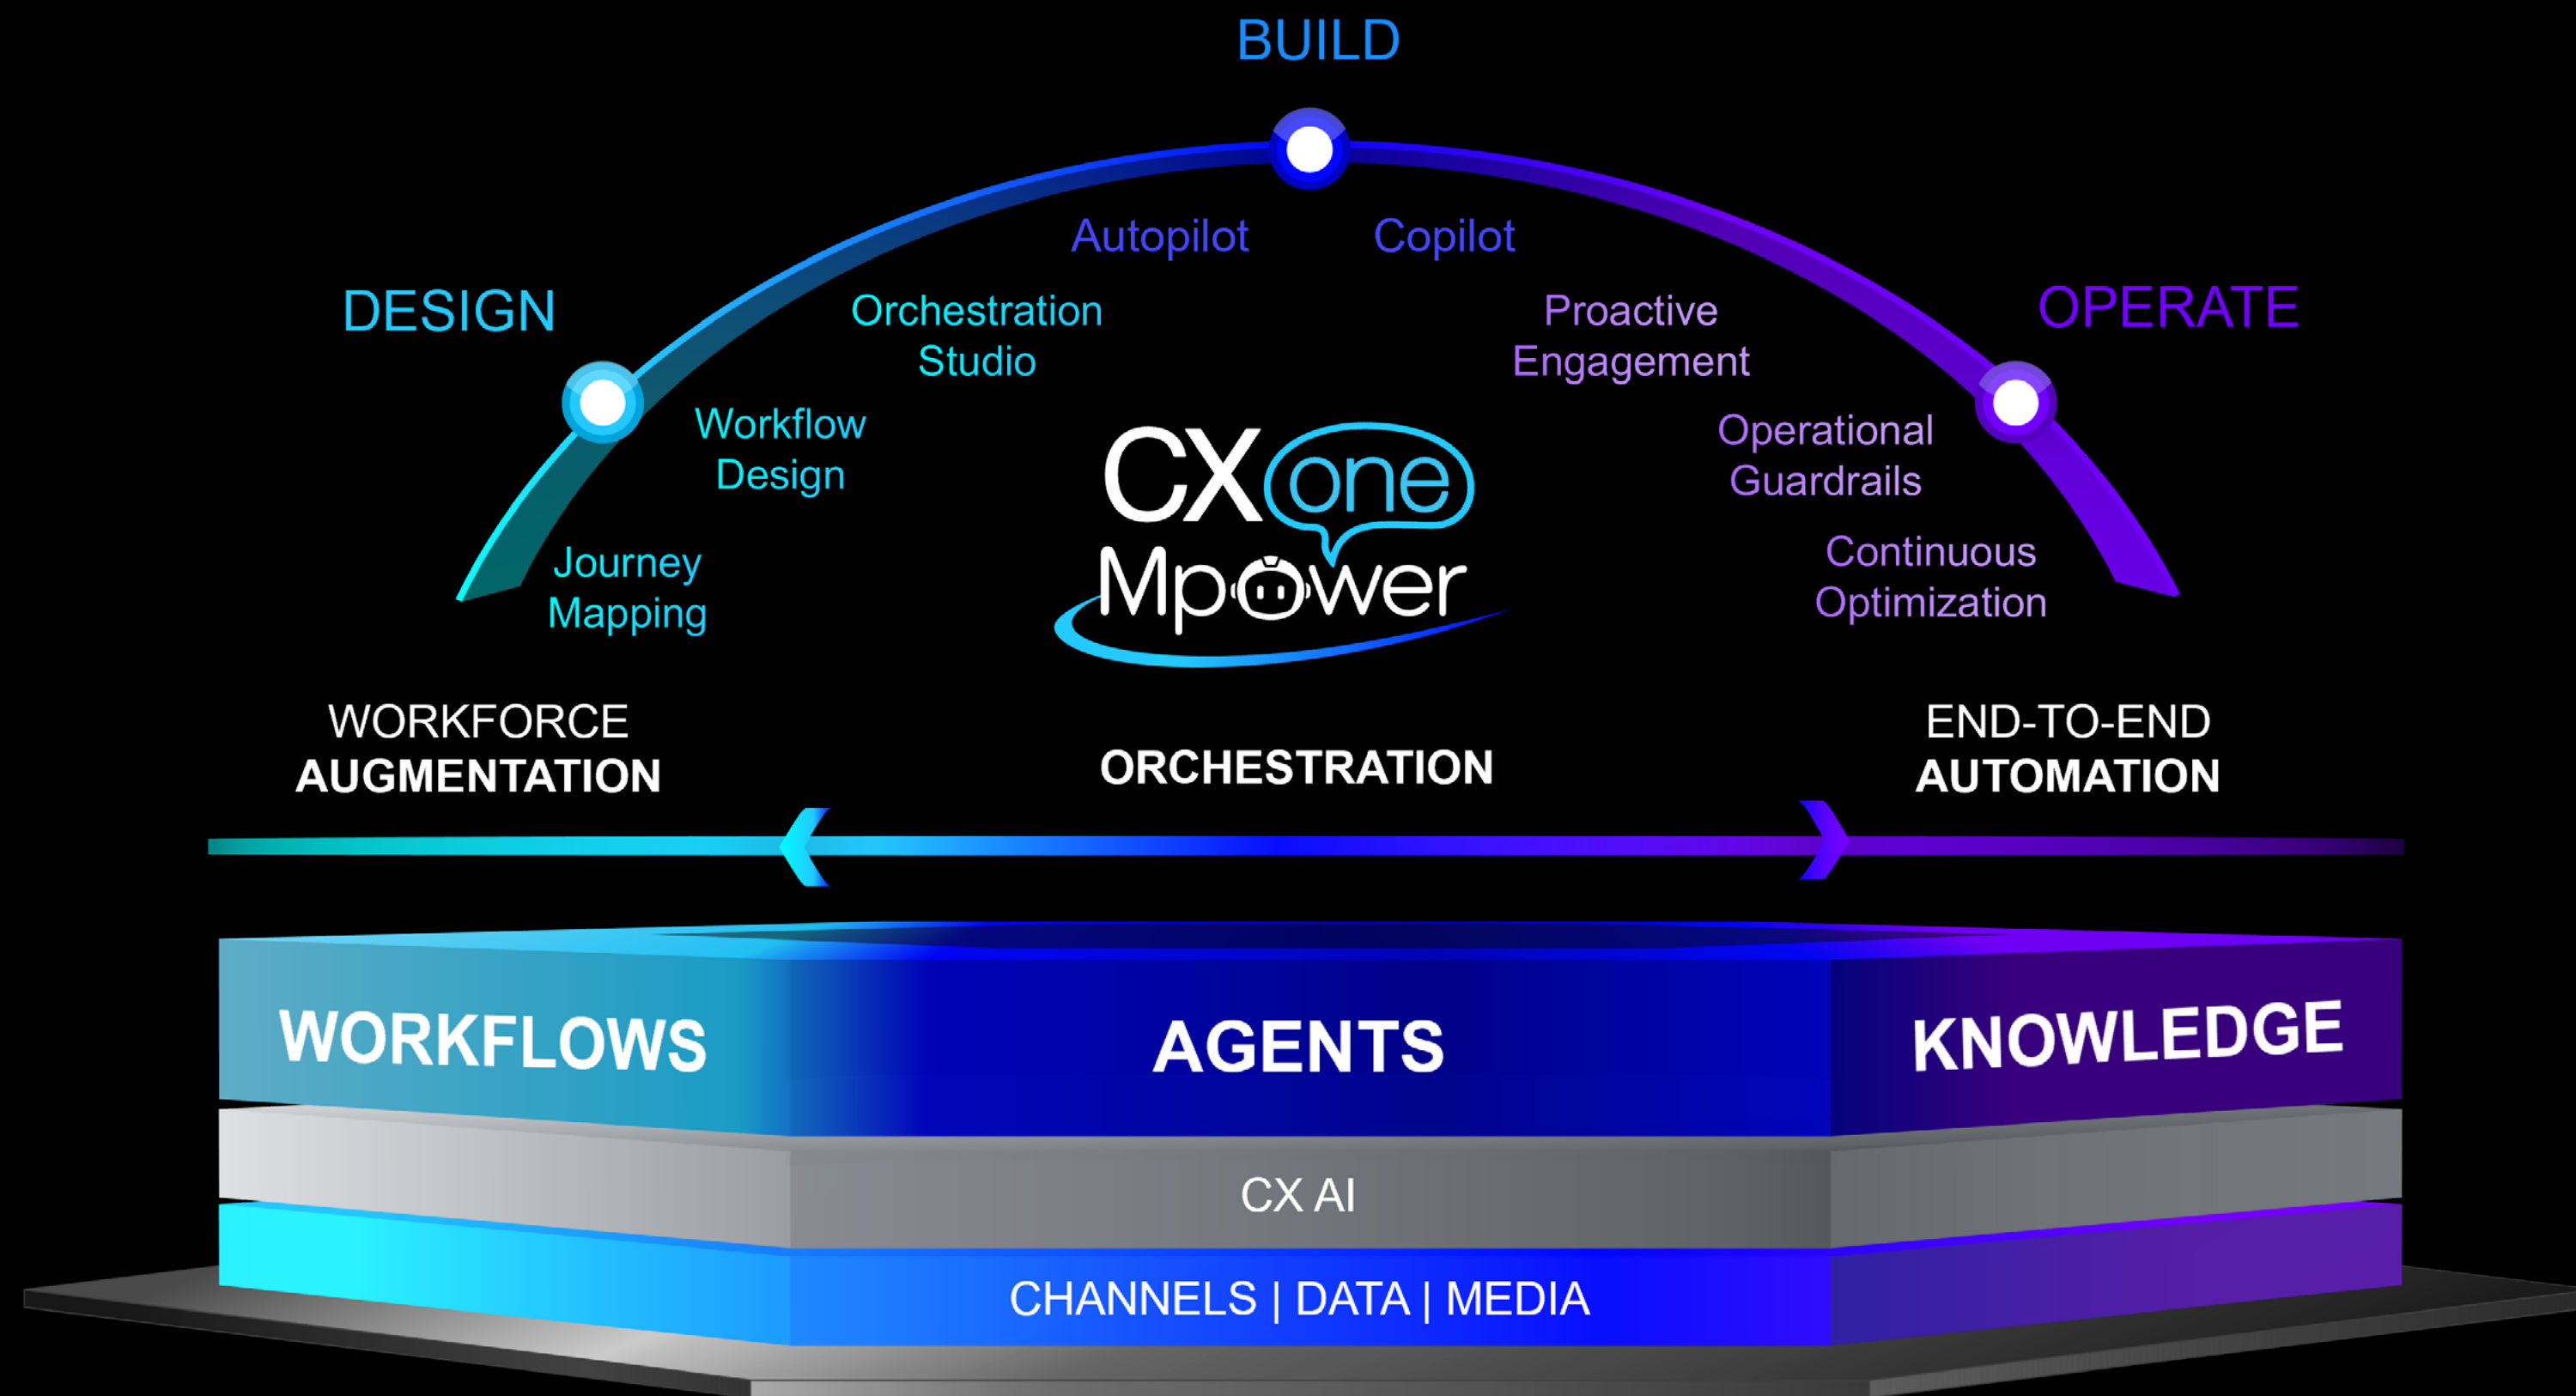 BUILD
Autopilot
Copilot
DESIGN
OPERATE
Orchestration
Studio
Proactive
Engagement
Workflow
Design
Operational
Guardrails
Journey
Mapping
Continuous
Optimization
CXone
Mpower
WORKFORCE
AUGMENTATION
ORCHESTRATION
END-TO-END
AUTOMATION
WORKFLOWS
AGENTS
KNOWLEDGE
CX AI
CHANNELS | DATA | MEDIA